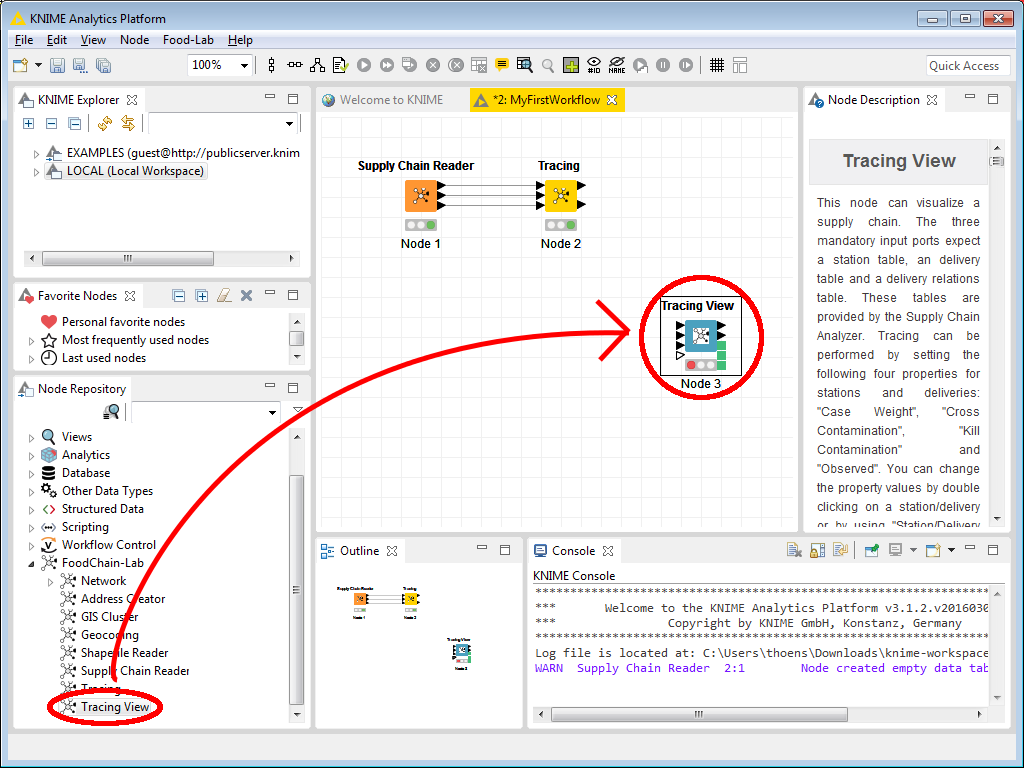 KNIME Analytics Platform
File Edit View Node Food-Lab Help
100%
#ID
NAME
Quick Access
KNIME Explorer
EXAMPLES (guest@http://publicserver.knim
LOCAL (Local Workspace)
Favorite Nodes
Personal favorite nodes
Most frequently used nodes
Last used nodes
Node Repository
Views
Analytics
Database
Other Data Types
Structured Data
Scripting
Workflow Control
FoodChain-Lab
Network
Address Creator
GIS Cluster
Geocoding
Shapefile Reader
Supply Chain Reader
Tracing
Tracing View
Welcome to KNIME
*2: MyFirstWorkflow
Supply Chain Reader
Node 1
Tracing
Node 2
Tracing View
Node 3
Outline
Supply Chain Reader
Node 1
Tracing
Node 2
Tracing View
Node 3
Console
KNIME Console
***********************************************************
*** Welcome to the KNIME Analytics Platform v3.1.2.v2016030
*** Copyright by KNIME GmbH, Konstanz, Germany
***********************************************************
Log file is located at: C:\Users\thoens\Downloads\knime-workspace
WARN Supply Chain Reader 2:1 Node created empty data tab
Node Description
Tracing View
This node can visualize a
supply chain. The three
mandatory input ports expect
a station table, an delivery
table and a delivery relations
table. These tables are
provided by the Supply Chain
Analyzer. Tracing can be
performed by setting the
following four properties for
stations and deliveries:
"Case Weight", "Cross
Contamination", "Kill
Contamination" and
"Observed". You can change
the property values by double
clicking on a station/delivery
or by using "Station/Delivery